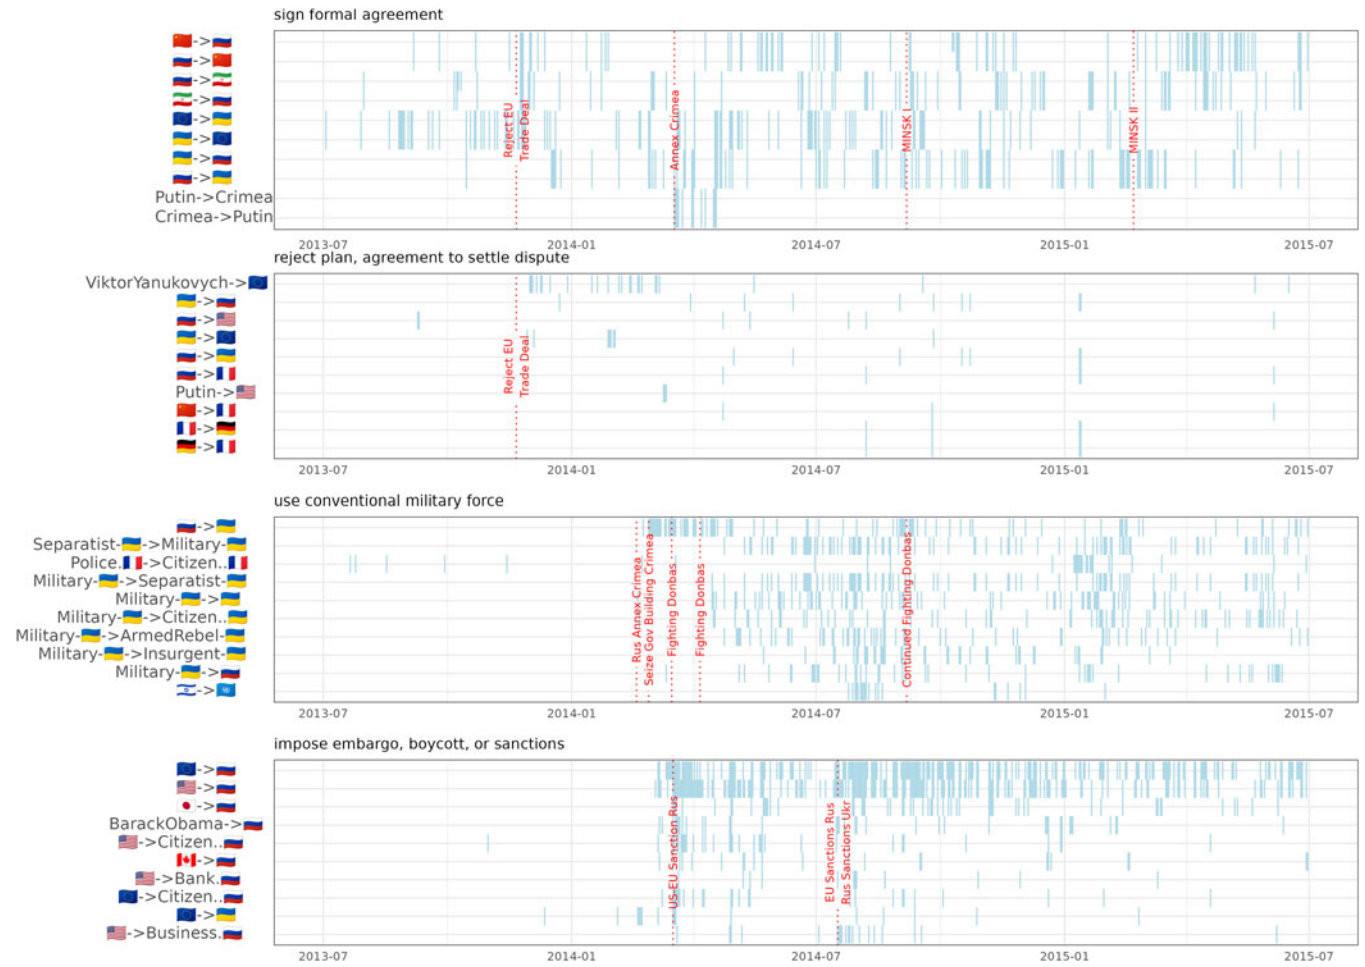 sign formal agreement
🇨🇳->🇷🇺
🇷🇺->🇨🇳
🇷🇺->🇮🇷
🇮🇷->🇷🇺
🇪🇺->🇺🇦
🇺🇦->🇪🇺
🇺🇦->🇷🇺
🇷🇺->🇺🇦
Putin->Crimea
Crimea->Putin
Reject EU
Trade Deal
Annex Crimea
MINSK I
MINSK II
2013-07 2014-01 2014-07 2015-01 2015-07
reject plan, agreement to settle dispute
ViktorYanukovych->🇪🇺
🇺🇦->🇷🇺
🇷🇺->🇺🇸
🇺🇦->🇪🇺
🇷🇺->🇺🇦
🇷🇺->🇫🇷
Putin->🇺🇸
🇨🇳->🇫🇷
🇫🇷->🇩🇪
🇩🇪->🇫🇷
Reject EU
Trade Deal
2013-07 2014-01 2014-07 2015-01 2015-07
use conventional military force
🇷🇺->🇺🇦
Separatist-🇺🇦->Military-🇺🇦
Police.🇫🇷->Citizen..🇫🇷
Military-🇺🇦->Separatist-🇺🇦
Military-🇺🇦->🇺🇦
Military-🇺🇦->Citizen..🇺🇦
Military-🇺🇦->ArmedRebel-🇺🇦
Military-🇺🇦->Insurgent-🇺🇦
Military-🇺🇦->🇷🇺
🇮🇱->🇺🇳
Rus Annex Crimea
Seize Gov Building Crimea
Fighting Donbas
Fighting Donbas
Continued Fighting Donbas
2013-07 2014-01 2014-07 2015-01 2015-07
impose embargo, boycott, or sanctions
🇪🇺->🇷🇺
🇺🇸->🇷🇺
🇯🇵->🇷🇺
BarackObama->🇷🇺
🇺🇸->Citizen..🇷🇺
🇨🇦->🇷🇺
🇺🇸->Bank.🇷🇺
🇪🇺->Citizen..🇷🇺
🇪🇺->🇺🇦
🇺🇸->Business.🇷🇺
US-EU Sanction Rus
EU Sanctions Rus
Rus Sanctions Ukr
2013-07 2014-01 2014-07 2015-01 2015-07